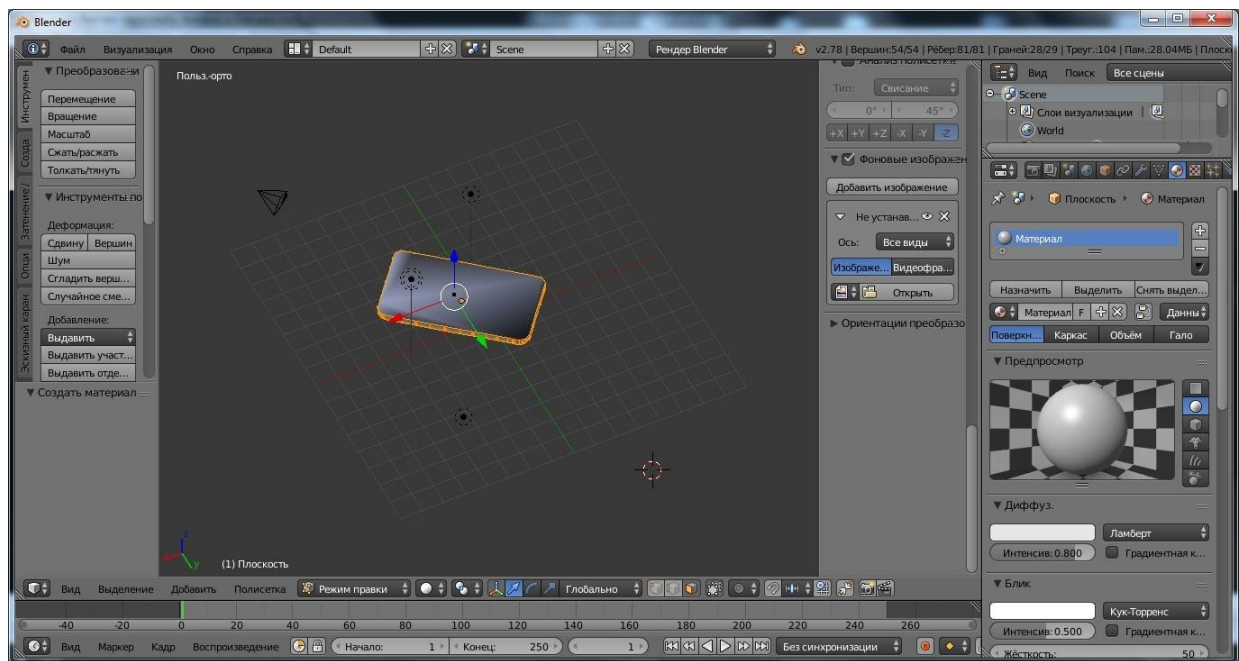 Blender
Файл Визуализация Окно Справка Default Scene Рендер Blender v2.78 | Вершин:54/54 | Рёбер:81/81 | Граней:28/29 | Треуг.:104 | Пам.:28.04МБ | Плоск
Инструмен
Созда
Затенение /
Опци
Эскизный каран
▼ Преобразовани
Перемещение
Вращение
Масштаб
Сжать/расжать
Толкать/тянуть
▼ Инструменты по
Деформация:
Сдвину Вершин
Шум
Сгладить верш...
Случайное сме...
Добавление:
Выдавить
Выдавить участ...
Выдавить отде...
▼ Создать материал
Польз.-орто
z
y
(1) Плоскость
▼ Анализ полисетки
Тип: Свисание
0° 45°
+X +Y +Z -X -Y -Z
▼ Фоновые изображен
Добавить изображение
Не устанав...
Ось: Все виды
Изображе... Видеофра...
Открыть
▶ Ориентации преобразо
Вид Поиск Все сцены
Scene
Слои визуализации
World
Плоскость Материал
Материал
Назначить Выделить Снять выдел...
Материал F Данны
Поверхн... Каркас Объём Гало
▼ Предпросмотр
▼ Диффуз.
Ламберт
Интенсив: 0.800 Градиентная к...
▼ Блик
Кук-Торренс
Интенсив: 0.500 Градиентная к...
Жёсткость: 50
Вид Выделение Добавить Полисетка Режим правки Глобально
-40 -20 0 20 40 60 80 100 120 140 160 180 200 220 240 260
Вид Маркер Кадр Воспроизведение Начало: 1 Конец: 250 1 Без синхронизации